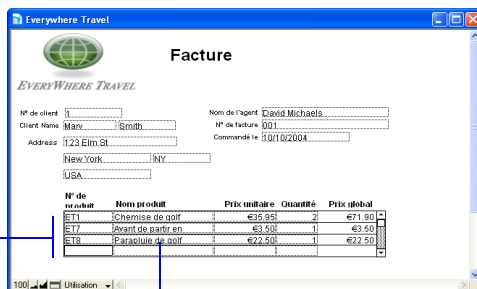 Everywhere Travel
Facture
EVERYWHERE TRAVEL
N° de client 1 Nom de l'agent David Michaels
Client Name Mary Smith N° de facture 001
Address 123 Elm St Commandé le 10/10/2004
New York NY
USA
N° de produit Nom produit Prix unitaire Quantité Prix global
ET1 Chemise de golf €35.95 2 €71.90
ET7 Avant de partir en €3.50 1 €3.50
ET8 Parapluie de golf €22.50 1 €22.50
100 Utilisation